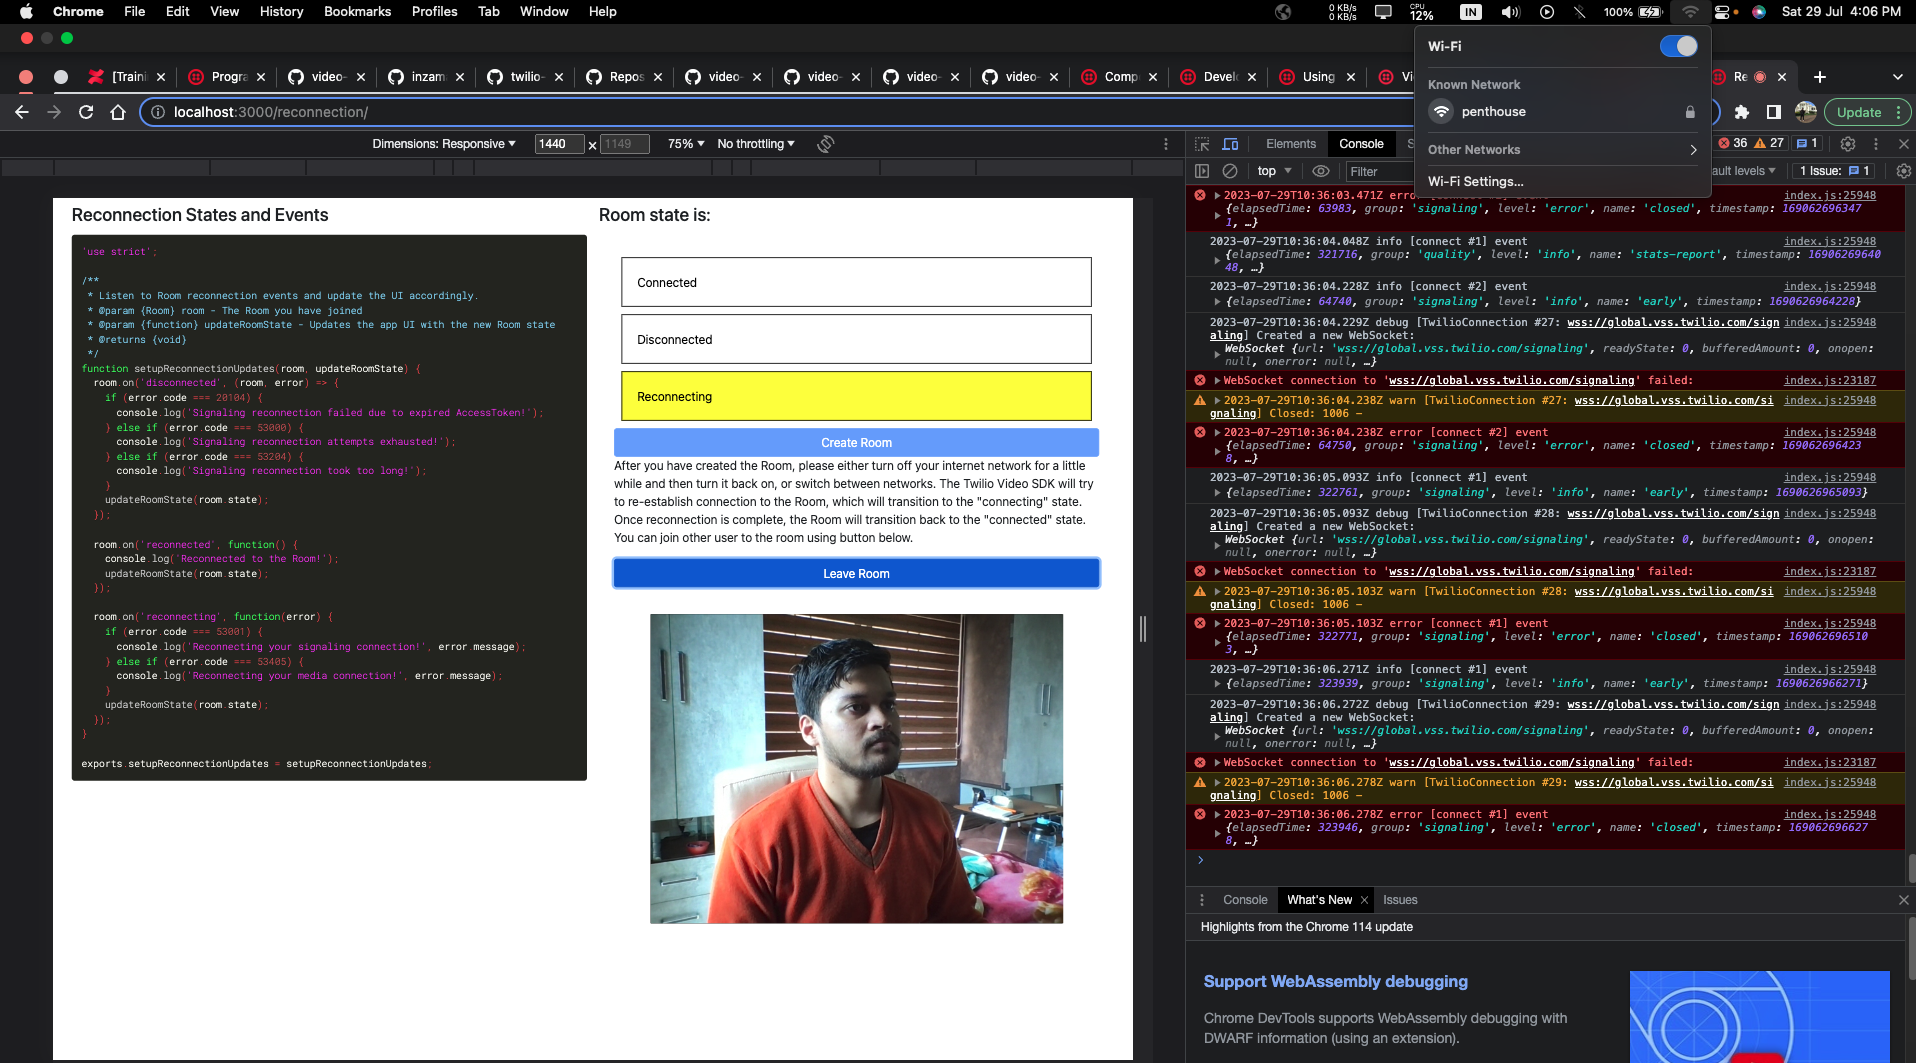 Chrome File Edit View History Bookmarks Profiles Tab Window Help 0 KB/s 0 KB/s CPU 12% IN 100% Sat 29 Jul 4:06 PM
Wi-Fi
Known Network
penthouse
Other Networks
Wi-Fi Settings...
[Traini Progra video- inzam twilio- Repos video- video- video- video- Comp Devel Using Vi Re
localhost:3000/reconnection/ Update
Dimensions: Responsive 1440 × 1149 75% No throttling
Reconnection States and Events
'use strict';
/**
* Listen to Room reconnection events and update the UI accordingly.
* @param {Room} room - The Room you have joined
* @param {function} updateRoomState - Updates the app UI with the new Room state
* @returns {void}
*/
function setupReconnectionUpdates(room, updateRoomState) {
room.on('disconnected', (room, error) => {
if (error.code === 20104) {
console.log('Signaling reconnection failed due to expired AccessToken!');
} else if (error.code === 53000) {
console.log('Signaling reconnection attempts exhausted!');
} else if (error.code === 53204) {
console.log('Signaling reconnection took too long!');
}
updateRoomState(room.state);
});
room.on('reconnected', function() {
console.log('Reconnected to the Room!');
updateRoomState(room.state);
});
room.on('reconnecting', function(error) {
if (error.code === 53001) {
console.log('Reconnecting your signaling connection!', error.message);
} else if (error.code === 53405) {
console.log('Reconnecting your media connection!', error.message);
}
updateRoomState(room.state);
});
}
exports.setupReconnectionUpdates = setupReconnectionUpdates;
Room state is:
Connected
Disconnected
Reconnecting
Create Room
After you have created the Room, please either turn off your internet network for a little
while and then turn it back on, or switch between networks. The Twilio Video SDK will try
to re-establish connection to the Room, which will transition to the "connecting" state.
Once reconnection is complete, the Room will transition back to the "connected" state.
You can join other user to the room using button below.
Leave Room
Elements Console S 36 27 1
top Filter ault levels 1 Issue: 1
2023-07-29T10:36:03.471Z error [connect #2] event index.js:25948
{elapsedTime: 63983, group: 'signaling', level: 'error', name: 'closed', timestamp: 169062696347
1, …}
2023-07-29T10:36:04.048Z info [connect #1] event index.js:25948
{elapsedTime: 321716, group: 'quality', level: 'info', name: 'stats-report', timestamp: 16906269640
48, …}
2023-07-29T10:36:04.228Z info [connect #2] event index.js:25948
{elapsedTime: 64740, group: 'signaling', level: 'info', name: 'early', timestamp: 1690626964228}
2023-07-29T10:36:04.229Z debug [TwilioConnection #27: wss://global.vss.twilio.com/sign index.js:25948
aling] Created a new WebSocket:
WebSocket {url: 'wss://global.vss.twilio.com/signaling', readyState: 0, bufferedAmount: 0, onopen:
null, onerror: null, …}
WebSocket connection to 'wss://global.vss.twilio.com/signaling' failed: index.js:23187
2023-07-29T10:36:04.238Z warn [TwilioConnection #27: wss://global.vss.twilio.com/si index.js:25948
gnaling] Closed: 1006 –
2023-07-29T10:36:04.238Z error [connect #2] event index.js:25948
{elapsedTime: 64750, group: 'signaling', level: 'error', name: 'closed', timestamp: 169062696423
8, …}
2023-07-29T10:36:05.093Z info [connect #1] event index.js:25948
{elapsedTime: 322761, group: 'signaling', level: 'info', name: 'early', timestamp: 1690626965093}
2023-07-29T10:36:05.093Z debug [TwilioConnection #28: wss://global.vss.twilio.com/sign index.js:25948
aling] Created a new WebSocket:
WebSocket {url: 'wss://global.vss.twilio.com/signaling', readyState: 0, bufferedAmount: 0, onopen:
null, onerror: null, …}
WebSocket connection to 'wss://global.vss.twilio.com/signaling' failed: index.js:23187
2023-07-29T10:36:05.103Z warn [TwilioConnection #28: wss://global.vss.twilio.com/si index.js:25948
gnaling] Closed: 1006 –
2023-07-29T10:36:05.103Z error [connect #1] event index.js:25948
{elapsedTime: 322771, group: 'signaling', level: 'error', name: 'closed', timestamp: 169062696510
3, …}
2023-07-29T10:36:06.271Z info [connect #1] event index.js:25948
{elapsedTime: 323939, group: 'signaling', level: 'info', name: 'early', timestamp: 1690626966271}
2023-07-29T10:36:06.272Z debug [TwilioConnection #29: wss://global.vss.twilio.com/sign index.js:25948
aling] Created a new WebSocket:
WebSocket {url: 'wss://global.vss.twilio.com/signaling', readyState: 0, bufferedAmount: 0, onopen:
null, onerror: null, …}
WebSocket connection to 'wss://global.vss.twilio.com/signaling' failed: index.js:23187
2023-07-29T10:36:06.278Z warn [TwilioConnection #29: wss://global.vss.twilio.com/si index.js:25948
gnaling] Closed: 1006 –
2023-07-29T10:36:06.278Z error [connect #1] event index.js:25948
{elapsedTime: 323946, group: 'signaling', level: 'error', name: 'closed', timestamp: 169062696627
8, …}
Console What's New Issues
Highlights from the Chrome 114 update
Support WebAssembly debugging
Chrome DevTools supports WebAssembly debugging with
DWARF information (using an extension).